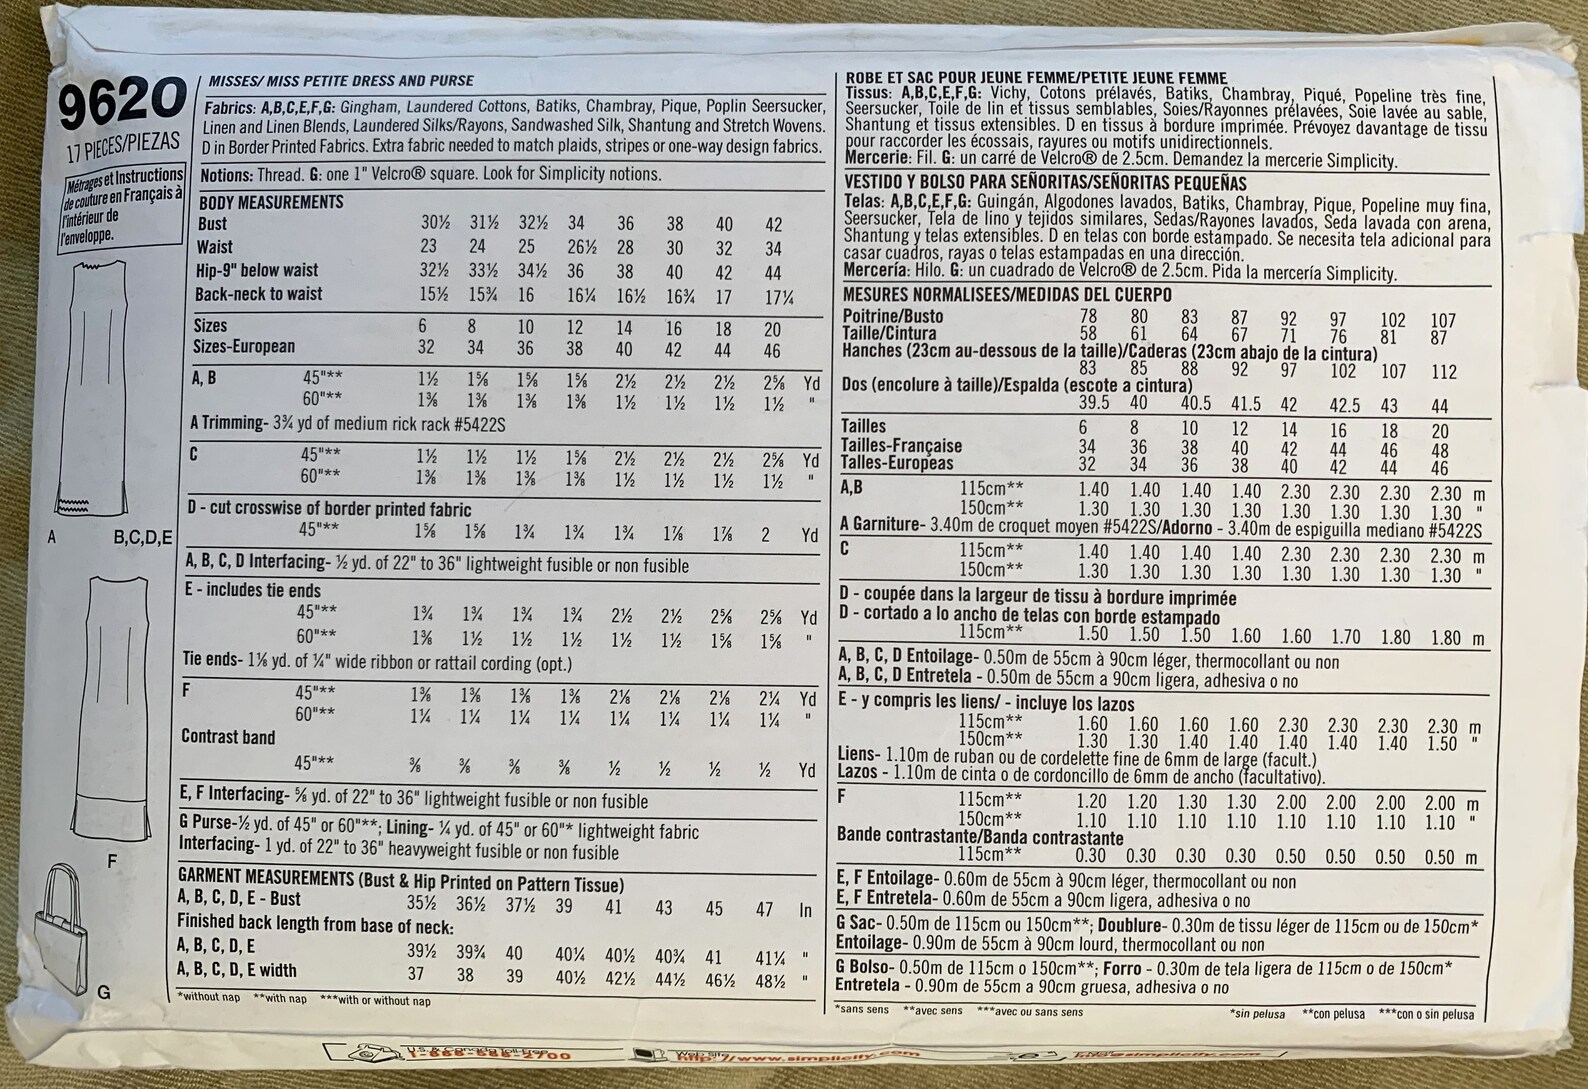 9620
17 PIECES/PIEZAS
Métrages et Instructions
de couture en Français à
l'intérieur de
l'enveloppe.
A B,C,D,E
F
G
MISSES/ MISS PETITE DRESS AND PURSE
Fabrics: A,B,C,E,F,G: Gingham, Laundered Cottons, Batiks, Chambray, Pique, Poplin Seersucker,
Linen and Linen Blends, Laundered Silks/Rayons, Sandwashed Silk, Shantung and Stretch Wovens.
D in Border Printed Fabrics. Extra fabric needed to match plaids, stripes or one-way design fabrics.
Notions: Thread. G: one 1" Velcro® square. Look for Simplicity notions.
BODY MEASUREMENTS
Bust 30½ 31½ 32½ 34 36 38 40 42
Waist 23 24 25 26½ 28 30 32 34
Hip-9" below waist 32½ 33½ 34½ 36 38 40 42 44
Back-neck to waist 15½ 15¾ 16 16¼ 16½ 16¾ 17 17¼
Sizes 6 8 10 12 14 16 18 20
Sizes-European 32 34 36 38 40 42 44 46
A, B 45"** 1½ 1⅝ 1⅝ 1⅝ 2½ 2½ 2½ 2⅝ Yd
60"** 1⅜ 1⅜ 1⅜ 1⅜ 1½ 1½ 1½ 1½ "
A Trimming- 3¾ yd of medium rick rack #5422S
C 45"** 1½ 1½ 1½ 1⅝ 2½ 2½ 2½ 2⅝ Yd
60"** 1⅜ 1⅜ 1⅜ 1⅜ 1½ 1½ 1½ 1½ "
D - cut crosswise of border printed fabric
45"** 1⅝ 1⅝ 1¾ 1¾ 1¾ 1⅞ 1⅞ 2 Yd
A, B, C, D Interfacing- ½ yd. of 22" to 36" lightweight fusible or non fusible
E - includes tie ends
45"** 1¾ 1¾ 1¾ 1¾ 2½ 2½ 2⅝ 2⅝ Yd
60"** 1⅜ 1½ 1½ 1½ 1½ 1½ 1⅝ 1⅝ "
Tie ends- 1⅛ yd. of ¼" wide ribbon or rattail cording (opt.)
F 45"** 1⅜ 1⅜ 1⅜ 1⅜ 2⅛ 2⅛ 2⅛ 2¼ Yd
60"** 1¼ 1¼ 1¼ 1¼ 1¼ 1¼ 1¼ 1¼ "
Contrast band
45"** ⅜ ⅜ ⅜ ⅜ ½ ½ ½ ½ Yd
E, F Interfacing- ⅝ yd. of 22" to 36" lightweight fusible or non fusible
G Purse-½ yd. of 45" or 60"**; Lining- ¼ yd. of 45" or 60"* lightweight fabric
Interfacing- 1 yd. of 22" to 36" heavyweight fusible or non fusible
GARMENT MEASUREMENTS (Bust & Hip Printed on Pattern Tissue)
A, B, C, D, E - Bust 35½ 36½ 37½ 39 41 43 45 47 In
Finished back length from base of neck:
A, B, C, D, E 39½ 39¾ 40 40¼ 40½ 40¾ 41 41¼ "
A, B, C, D, E width 37 38 39 40½ 42½ 44½ 46½ 48½ "
*without nap **with nap ***with or without nap
ROBE ET SAC POUR JEUNE FEMME/PETITE JEUNE FEMME
Tissus: A,B,C,E,F,G: Vichy, Cotons prélavés, Batiks, Chambray, Piqué, Popeline très fine,
Seersucker, Toile de lin et tissus semblables, Soies/Rayonnes prélavées, Soie lavée au sable,
Shantung et tissus extensibles. D en tissus à bordure imprimée. Prévoyez davantage de tissu
pour raccorder les écossais, rayures ou motifs unidirectionnels.
Mercerie: Fil. G: un carré de Velcro® de 2.5cm. Demandez la mercerie Simplicity.
VESTIDO Y BOLSO PARA SEÑORITAS/SEÑORITAS PEQUEÑAS
Telas: A,B,C,E,F,G: Guingán, Algodones lavados, Batiks, Chambray, Pique, Popeline muy fina,
Seersucker, Tela de lino y tejidos similares, Sedas/Rayones lavados, Seda lavada con arena,
Shantung y telas extensibles. D en telas con borde estampado. Se necesita tela adicional para
casar cuadros, rayas o telas estampadas en una dirección.
Mercería: Hilo. G: un cuadrado de Velcro® de 2.5cm. Pida la mercería Simplicity.
MESURES NORMALISEES/MEDIDAS DEL CUERPO
Poitrine/Busto 78 80 83 87 92 97 102 107
Taille/Cintura 58 61 64 67 71 76 81 87
Hanches (23cm au-dessous de la taille)/Caderas (23cm abajo de la cintura)
83 85 88 92 97 102 107 112
Dos (encolure à taille)/Espalda (escote a cintura)
39.5 40 40.5 41.5 42 42.5 43 44
Tailles 6 8 10 12 14 16 18 20
Tailles-Française 34 36 38 40 42 44 46 48
Talles-Europeas 32 34 36 38 40 42 44 46
A,B 115cm** 1.40 1.40 1.40 1.40 2.30 2.30 2.30 2.30 m
150cm** 1.30 1.30 1.30 1.30 1.30 1.30 1.30 1.30 "
A Garniture- 3.40m de croquet moyen #5422S/Adorno - 3.40m de espiguilla mediano #5422S
C 115cm** 1.40 1.40 1.40 1.40 2.30 2.30 2.30 2.30 m
150cm** 1.30 1.30 1.30 1.30 1.30 1.30 1.30 1.30 "
D - coupée dans la largeur de tissu à bordure imprimée
D - cortado a lo ancho de telas con borde estampado
115cm** 1.50 1.50 1.50 1.60 1.60 1.70 1.80 1.80 m
A, B, C, D Entoilage- 0.50m de 55cm à 90cm léger, thermocollant ou non
A, B, C, D Entretela - 0.50m de 55cm a 90cm ligera, adhesiva o no
E - y compris les liens/ - incluye los lazos
115cm** 1.60 1.60 1.60 1.60 2.30 2.30 2.30 2.30 m
150cm** 1.30 1.30 1.40 1.40 1.40 1.40 1.40 1.50 "
Liens- 1.10m de ruban ou de cordelette fine de 6mm de large (facult.)
Lazos - 1.10m de cinta o de cordoncillo de 6mm de ancho (facultativo).
F 115cm** 1.20 1.20 1.30 1.30 2.00 2.00 2.00 2.00 m
150cm** 1.10 1.10 1.10 1.10 1.10 1.10 1.10 1.10 "
Bande contrastante/Banda contrastante
115cm** 0.30 0.30 0.30 0.30 0.50 0.50 0.50 0.50 m
E, F Entoilage- 0.60m de 55cm à 90cm léger, thermocollant ou non
E, F Entretela- 0.60m de 55cm a 90cm ligera, adhesiva o no
G Sac- 0.50m de 115cm ou 150cm**; Doublure- 0.30m de tissu léger de 115cm ou de 150cm*
Entoilage- 0.90m de 55cm à 90cm lourd, thermocollant ou non
G Bolso- 0.50m de 115cm o 150cm**; Forro - 0.30m de tela ligera de 115cm o de 150cm*
Entretela - 0.90m de 55cm a 90cm gruesa, adhesiva o no
*sans sens **avec sens ***avec ou sans sens *sin pelusa **con pelusa ***con o sin pelusa
U.S & Canada Toll-Free
1-888-588-2700
Web Site
http://www.simplicity.com